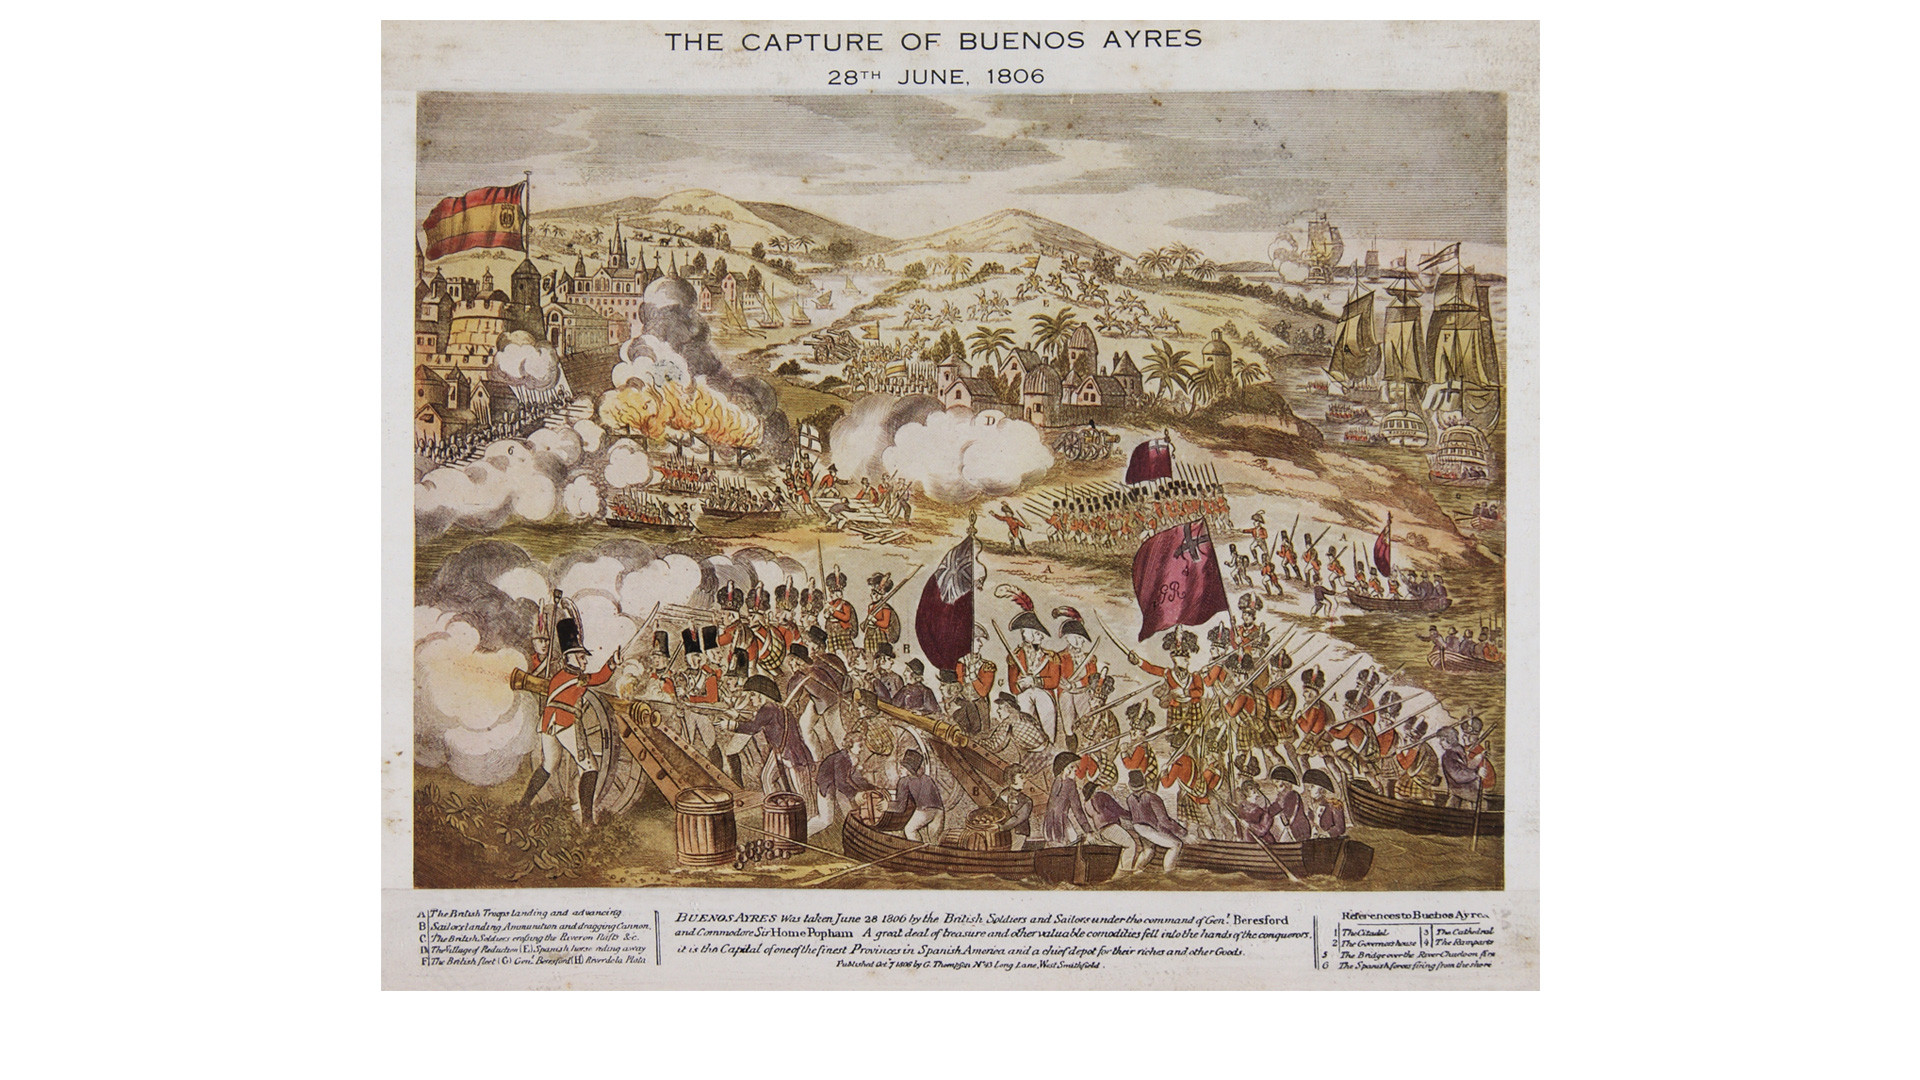 THE CAPTURE OF BUENOS AYRES
28TH JUNE, 1806
GR
A The British Troops landing and advancing
B Sailors landing Ammunution and dragging Cannon,
C The British Soldiers crossing the River on Rafts &c.
D The Village of Reduction (E) Spanish horse riding away
F The British fleet (G) Genl. Beresford (H) River de la Plata
BUENOS AYRES Was taken June 28 1806 by the British Soldiers and Sailors under the command of Genl. Beresford
and Commodore Sir Home Popham A great deal of treasure and other valuable comodities fell into the hands of the conquerors,
it is the Capital of one of the finest Provinces in Spanish America and a chief depot for their riches and other Goods.
Published Oct 7 1806 by G. Thompson No 43 Long Lane, West Smithfield.
References to Buenos Ayres
1 The Citadel 3 The Cathedral
2 The Governors house 4 The Ramparts
5 The Bridge over the River on fire
6 The Spanish forces firing from the shore